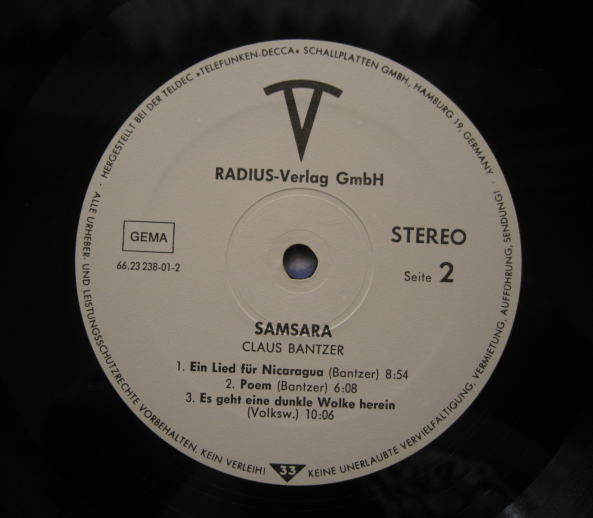 · HERGESTELLT BEI DER TELDEC »TELEFUNKEN-DECCA« SCHALLPLATTEN GMBH, HAMBURG 19, GERMANY ·
RADIUS-Verlag GmbH
GEMA
66.23 238-01-2
STEREO
Seite 2
SAMSARA
CLAUS BANTZER
1. Ein Lied für Nicaragua (Bantzer) 8:54
2. Poem (Bantzer) 6:08
3. Es geht eine dunkle Wolke herein
(Volksw.) 10:06
ALLE URHEBER- UND LEISTUNGSSCHUTZRECHTE VORBEHALTEN. KEIN VERLEIH!
33
KEINE UNERLAUBTE VERVIELFÄLTIGUNG, VERMIETUNG, AUFFÜHRUNG, SENDUNG!